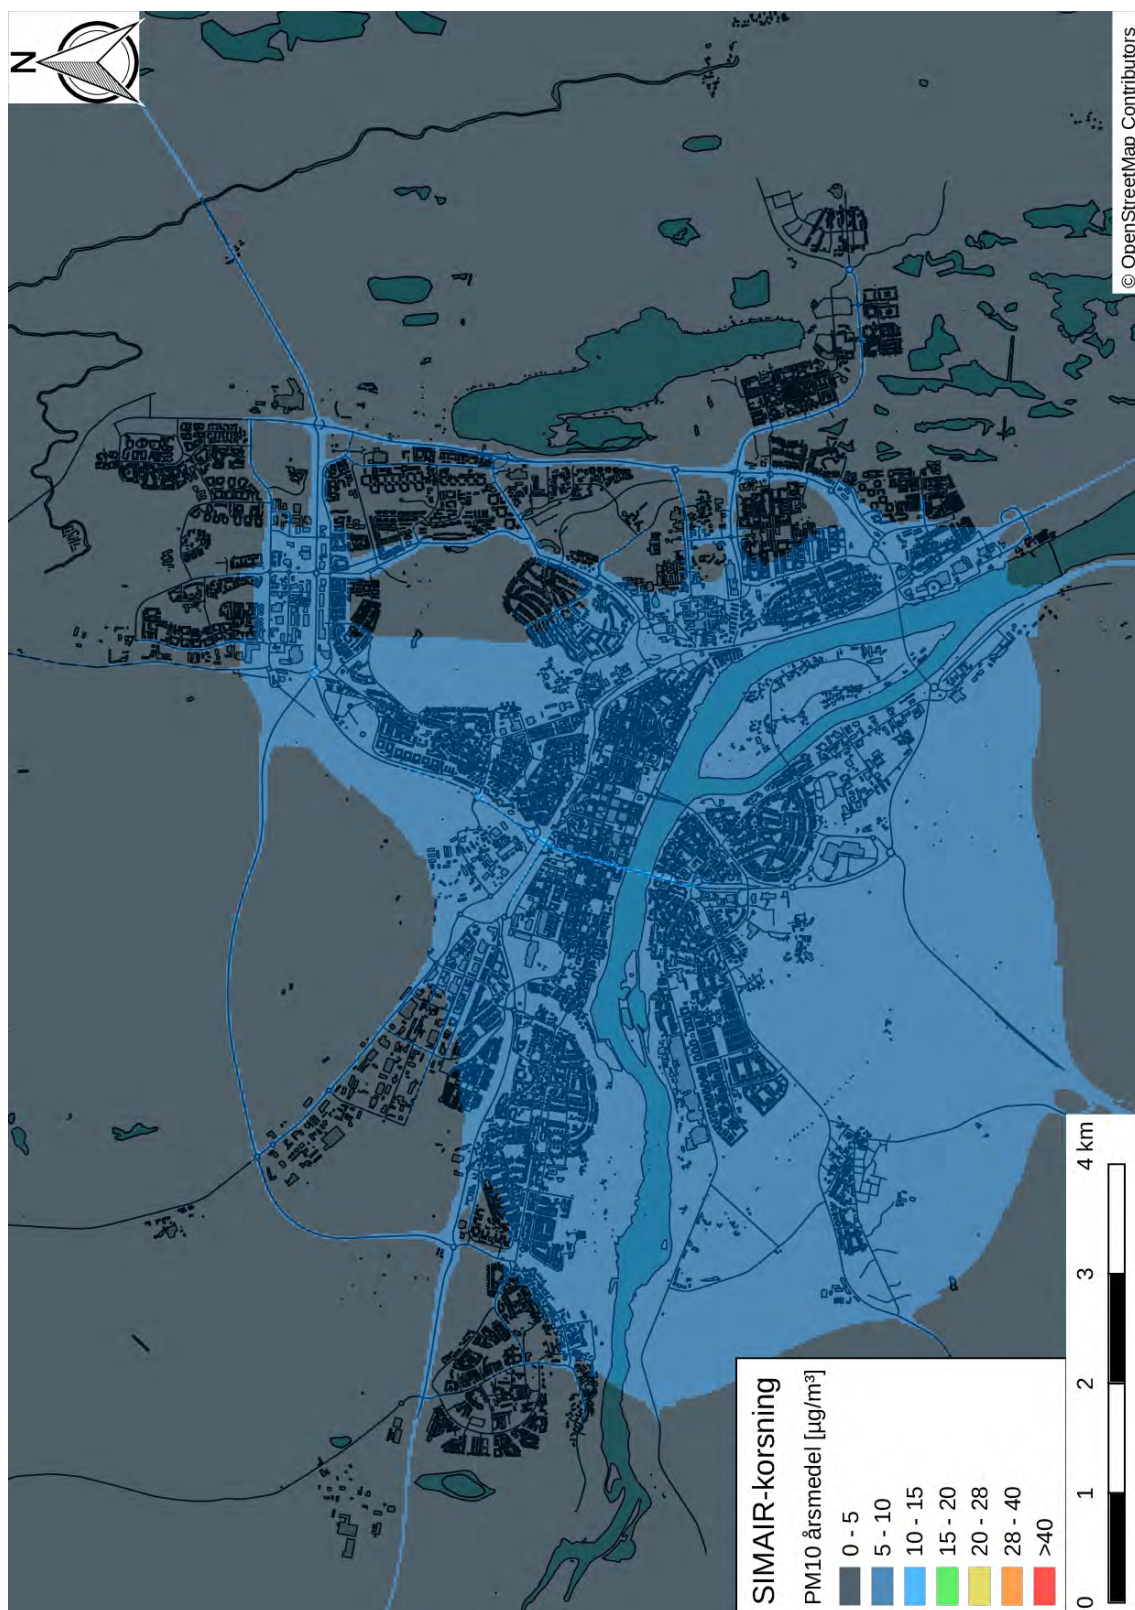 N
© OpenStreetMap Contributors
SIMAIR-korsning
PM10 årsmedel [µg/m³]
0 - 5
5 - 10
10 - 15
15 - 20
20 - 28
28 - 40
>40
0 1 2 3 4 km